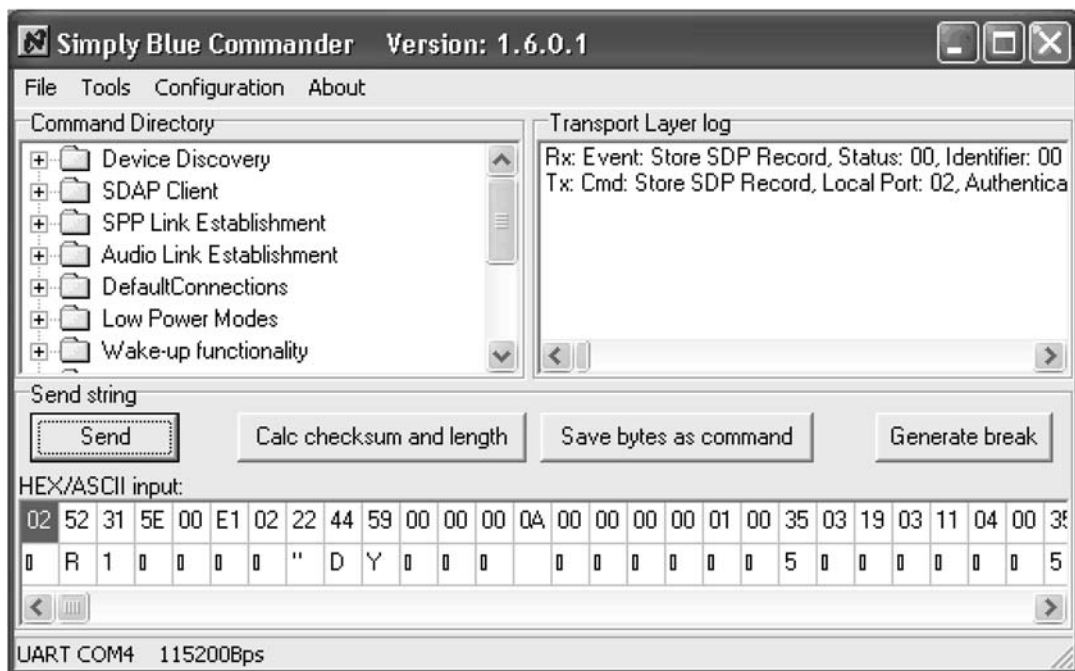 Simply Blue Commander Version: 1.6.0.1
File Tools Configuration About
Command Directory
Device Discovery
SDAP Client
SPP Link Establishment
Audio Link Establishment
DefaultConnections
Low Power Modes
Wake-up functionality
Transport Layer log
Rx: Event: Store SDP Record, Status: 00, Identifier: 00
Tx: Cmd: Store SDP Record, Local Port: 02, Authentica
Send string
Send Calc checksum and length Save bytes as command Generate break
HEX/ASCII input:
02 52 31 5E 00 E1 02 22 44 59 00 00 00 0A 00 00 00 00 01 00 35 03 19 03 11 04 00 35
R 1 " D Y 5 5
UART COM4 115200Bps